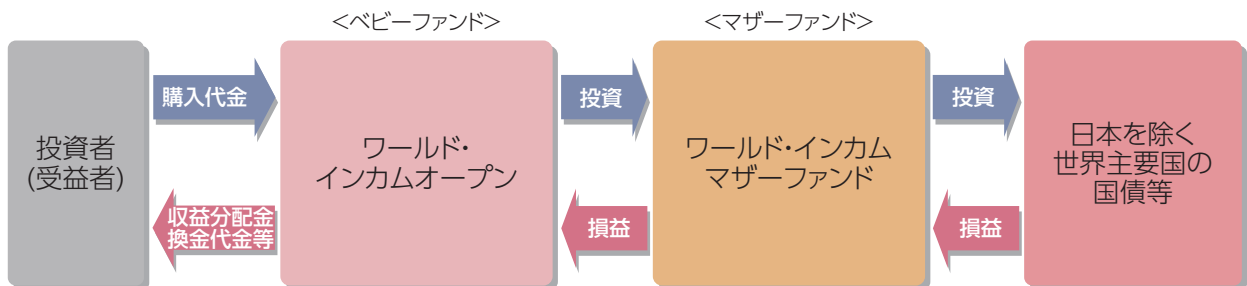 <ベビーファンド>
<マザーファンド>
投資者
(受益者)
購入代金
収益分配金
換金代金等
ワールド・
インカムオープン
投資
損益
ワールド・インカム
マザーファンド
投資
損益
日本を除く
世界主要国の
国債等